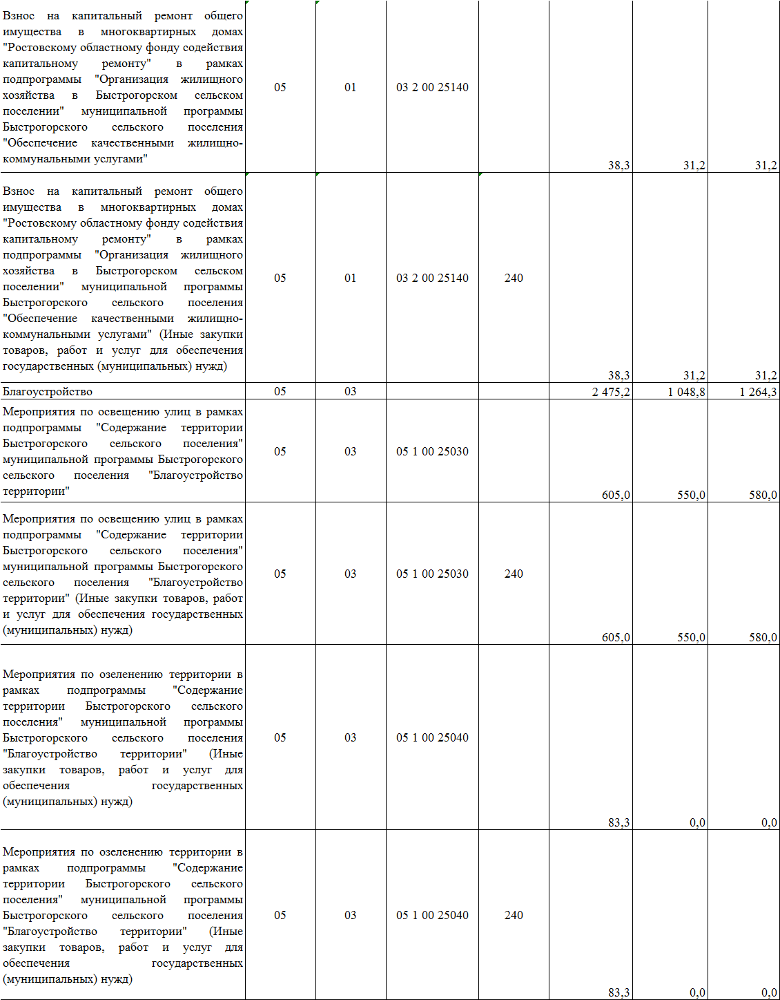 Взнос на капитальный ремонт общего
имущества в многоквартирных домах
"Ростовскому областному фонду содействия
капитальному ремонту" в рамках
подпрограммы "Организация жилищного
хозяйства в Быстрогорском сельском
поселении" муниципальной программы
Быстрогорского сельского поселения
"Обеспечение качественными жилищно-
коммунальными услугами"
05 01 03 2 00 25140 38,3 31,2 31,2
Взнос на капитальный ремонт общего
имущества в многоквартирных домах
"Ростовскому областному фонду содействия
капитальному ремонту" в рамках
подпрограммы "Организация жилищного
хозяйства в Быстрогорском сельском
поселении" муниципальной программы
Быстрогорского сельского поселения
"Обеспечение качественными жилищно-
коммунальными услугами" (Иные закупки
товаров, работ и услуг для обеспечения
государственных (муниципальных) нужд)
05 01 03 2 00 25140 240 38,3 31,2 31,2
Благоустройство 05 03 2 475,2 1 048,8 1 264,3
Мероприятия по освещению улиц в рамках
подпрограммы "Содержание территории
Быстрогорского сельского поселения"
муниципальной программы Быстрогорского
сельского поселения "Благоустройство
территории"
05 03 05 1 00 25030 605,0 550,0 580,0
Мероприятия по освещению улиц в рамках
подпрограммы "Содержание территории
Быстрогорского сельского поселения"
муниципальной программы Быстрогорского
сельского поселения "Благоустройство
территории" (Иные закупки товаров, работ
и услуг для обеспечения государственных
(муниципальных) нужд)
05 03 05 1 00 25030 240 605,0 550,0 580,0
Мероприятия по озеленению территории в
рамках подпрограммы "Содержание
территории Быстрогорского сельского
поселения" муниципальной программы
Быстрогорского сельского поселения
"Благоустройство территории" (Иные
закупки товаров, работ и услуг для
обеспечения государственных
(муниципальных) нужд)
05 03 05 1 00 25040 83,3 0,0 0,0
Мероприятия по озеленению территории в
рамках подпрограммы "Содержание
территории Быстрогорского сельского
поселения" муниципальной программы
Быстрогорского сельского поселения
"Благоустройство территории" (Иные
закупки товаров, работ и услуг для
обеспечения государственных
(муниципальных) нужд)
05 03 05 1 00 25040 240 83,3 0,0 0,0